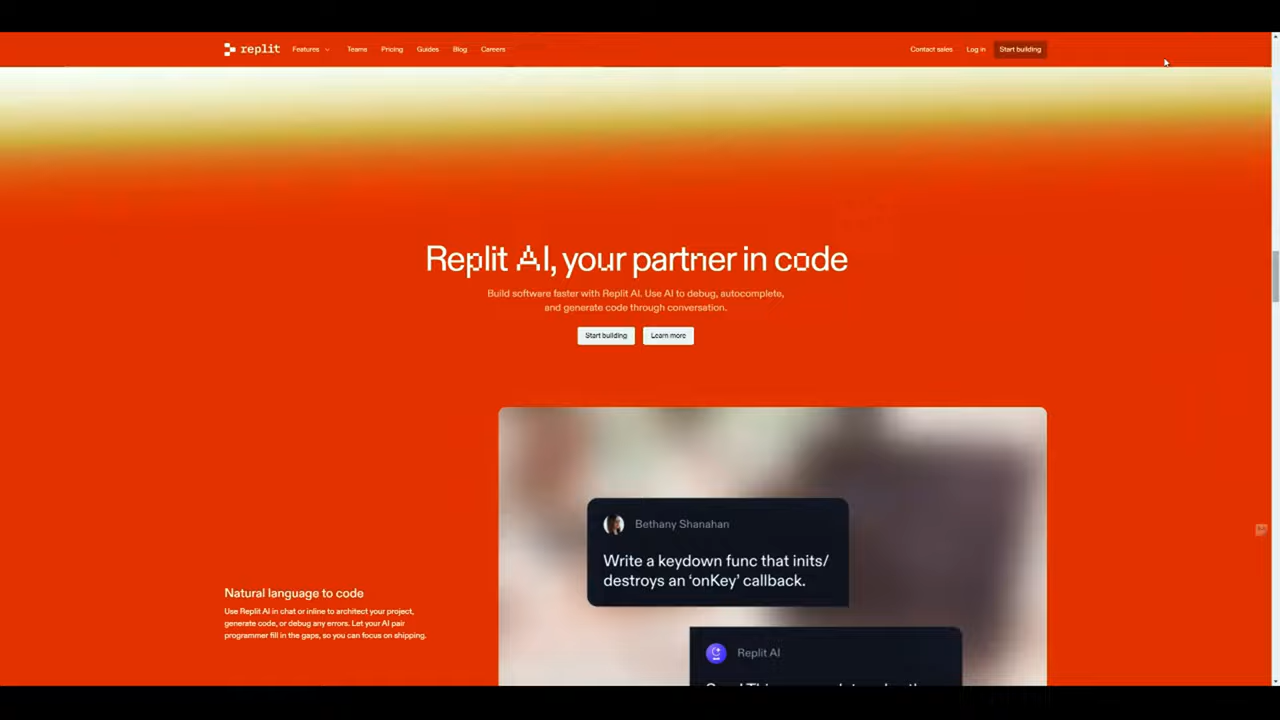 replit Features Teams Pricing Guides Blog Careers Contact sales Log in Start building
Replit AI, your partner in code
Build software faster with Replit AI. Use AI to debug, autocomplete,
and generate code through conversation.
Start building Learn more
Bethany Shanahan
Write a keydown func that inits/
destroys an ‘onKey’ callback.
Natural language to code
Use Replit AI in chat or inline to architect your project,
generate code, or debug any errors. Let your AI pair
programmer fill in the gaps, so you can focus on shipping.
Replit AI